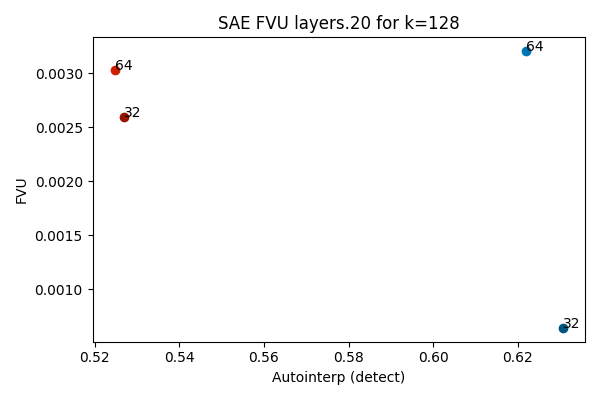 SAE FVU layers.20 for k=128
64
64
0.0030
32
0.0025
0.0020
FVU
0.0015
0.0010
32
0.52 0.54 0.56 0.58 0.60 0.62
Autointerp (detect)